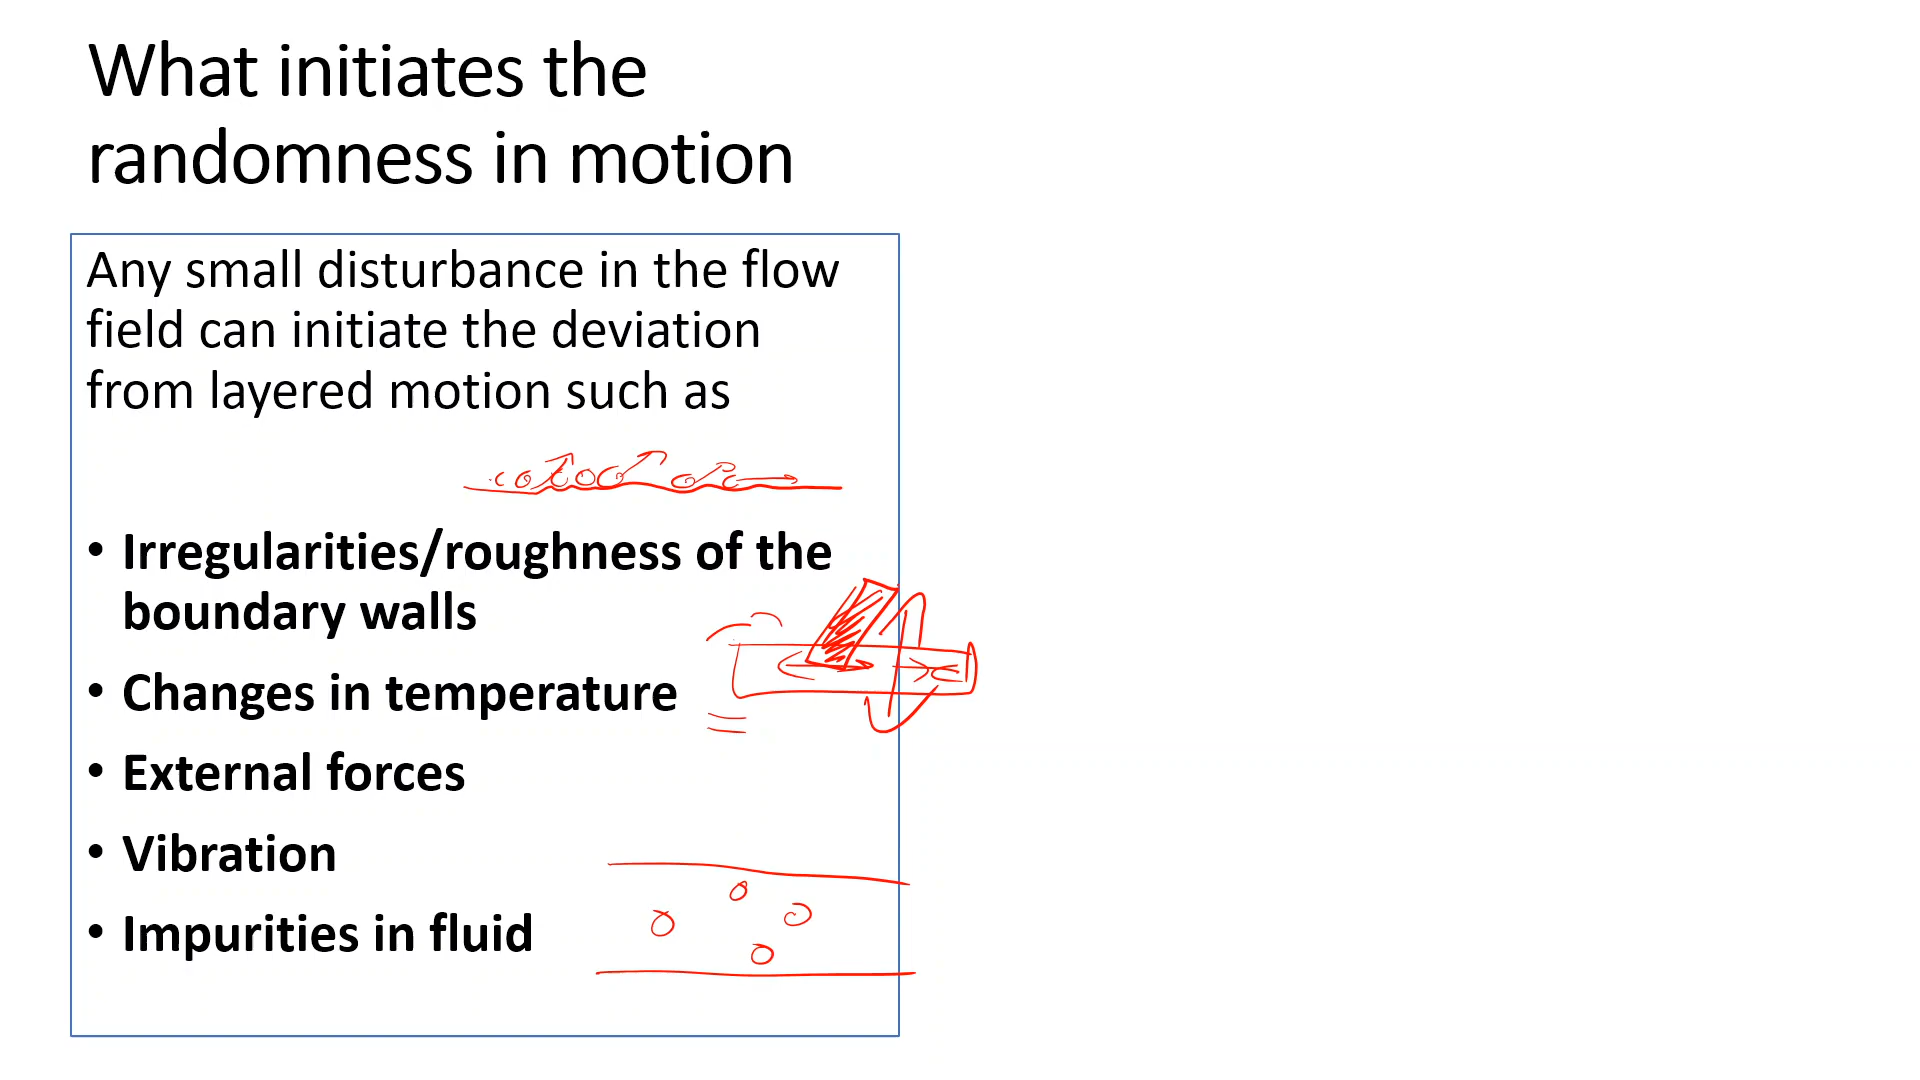 What initiates the
randomness in motion
Any small disturbance in the flow
field can initiate the deviation
from layered motion such as
• Irregularities/roughness of the
boundary walls
• Changes in temperature
• External forces
• Vibration
• Impurities in fluid